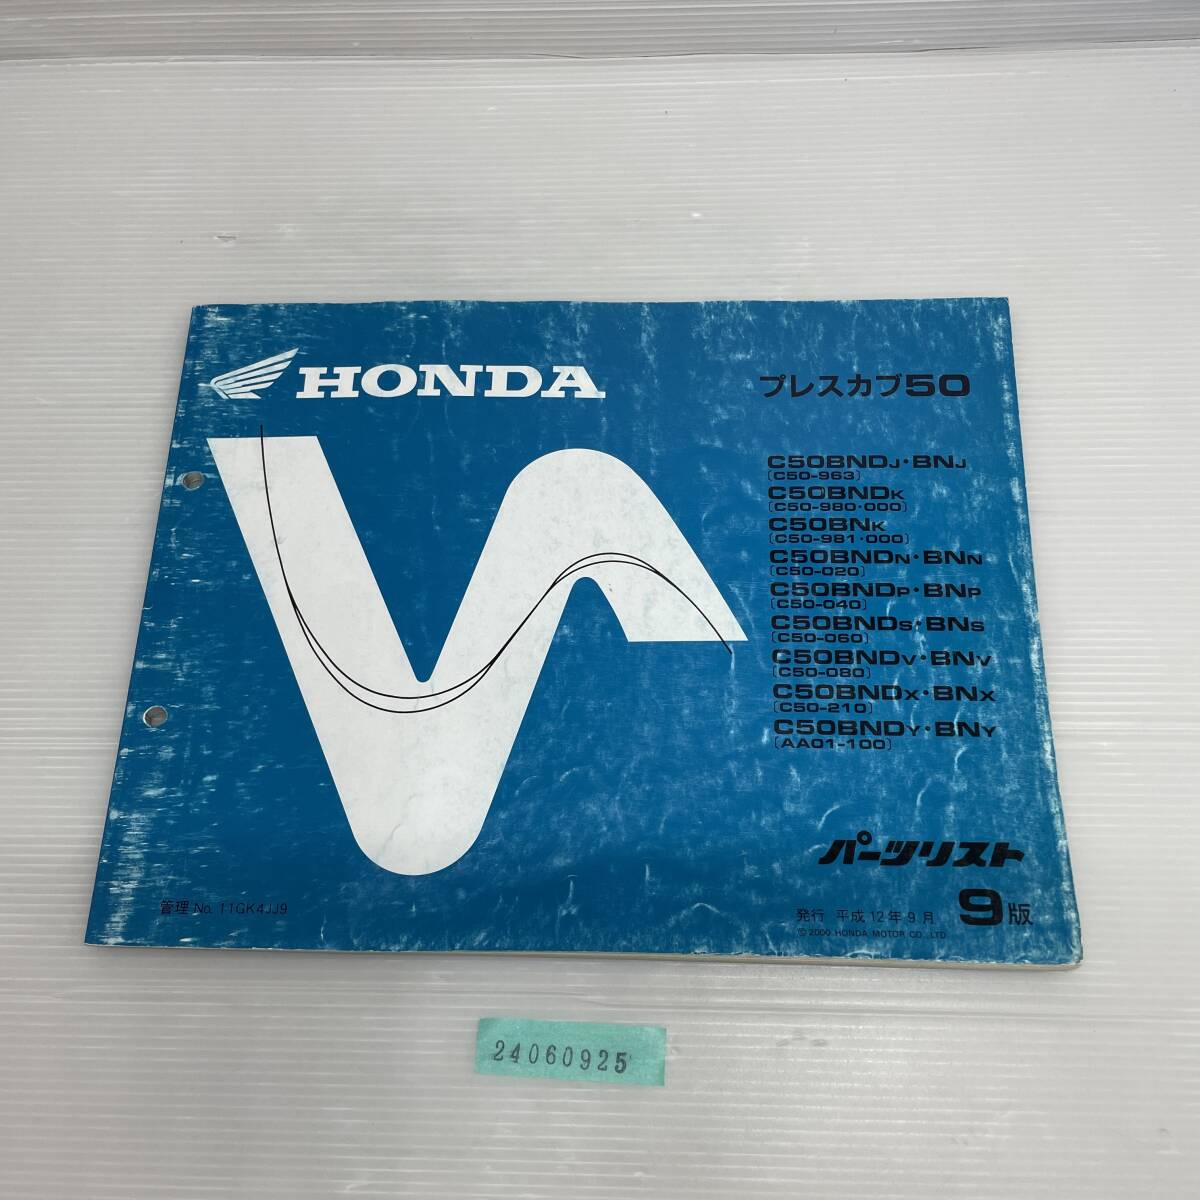 HONDA
プレスカブ50
C50BNDJ・BNJ
[C50-963]
C50BNDK
[C50-980・000]
C50BNK
[C50-981・000]
C50BNDN・BNN
[C50-020]
C50BNDP・BNP
[C50-040]
C50BNDS・BNS
[C50-060]
C50BNDV・BNV
[C50-080]
C50BNDX・BNX
[C50-210]
C50BNDY・BNY
[AA01-100]
パーツリスト
管理 No. 11GK4JJ9
発行 平成12年9月 9版
© 2000 HONDA MOTOR CO., LTD.
24060925